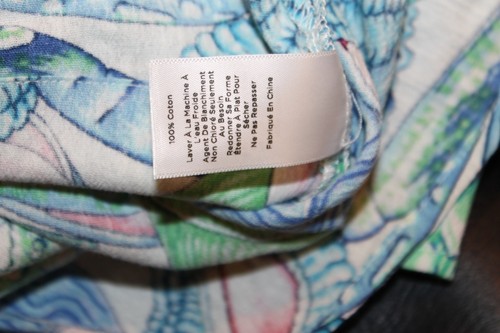 100% Coton
Laver À La Machine À
L'eau Froide
Agent De Blanchiment
Non Chloré Seulement
Au Besoin
Redonner Sa Forme
Étendre À Plat Pour
Sécher
Ne Pas Repasser
Fabriqué En Chine